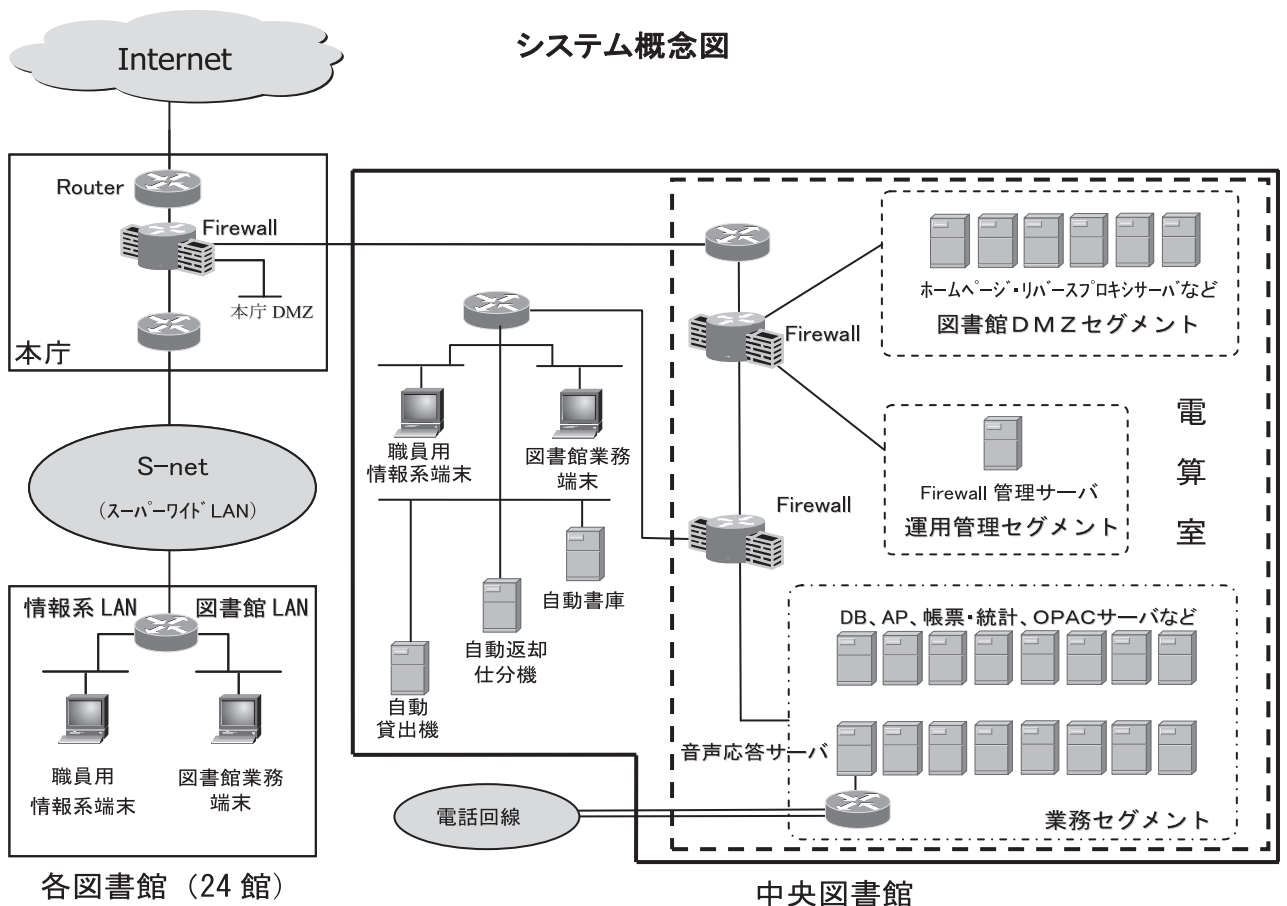 システム概念図
Internet
Router
Firewall
本庁 DMZ
本庁
S-net
(スーパーワイドLAN)
情報系 LAN
図書館 LAN
職員用
情報系端末
図書館業務
端末
各図書館（24 館）
職員用
情報系端末
図書館業務
端末
自動書庫
自動返却
仕分機
自動
貸出機
電話回線
Firewall
Firewall
ホームページ・リバースプロキシサーバなど
図書館DMZセグメント
Firewall 管理サーバ
運用管理セグメント
電算室
DB、AP、帳票・統計、OPACサーバなど
音声応答サーバ
業務セグメント
中央図書館